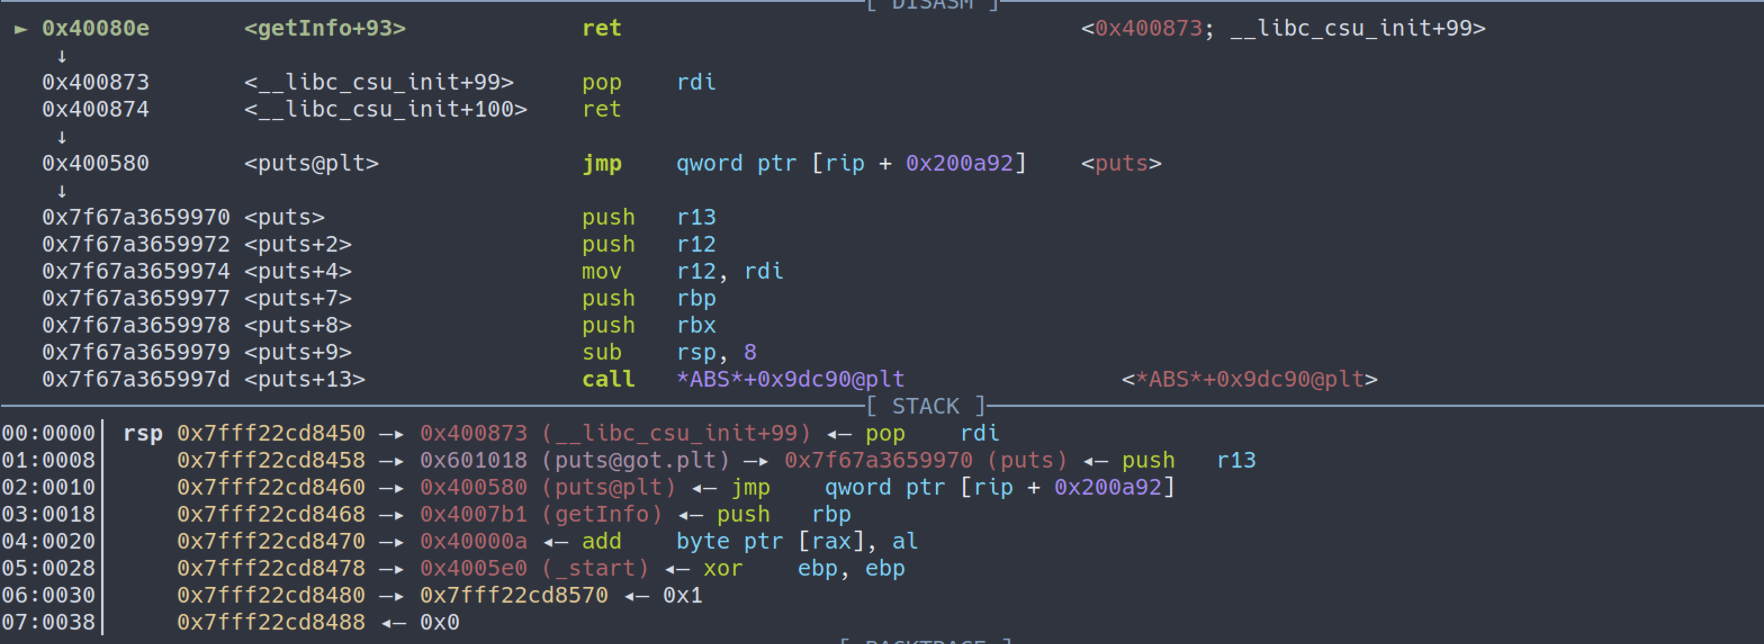 [ DISASM ]
► 0x40080e <getInfo+93> ret <0x400873; __libc_csu_init+99>
↓
0x400873 <__libc_csu_init+99> pop rdi
0x400874 <__libc_csu_init+100> ret
↓
0x400580 <puts@plt> jmp qword ptr [rip + 0x200a92] <puts>
↓
0x7f67a3659970 <puts> push r13
0x7f67a3659972 <puts+2> push r12
0x7f67a3659974 <puts+4> mov r12, rdi
0x7f67a3659977 <puts+7> push rbp
0x7f67a3659978 <puts+8> push rbx
0x7f67a3659979 <puts+9> sub rsp, 8
0x7f67a365997d <puts+13> call *ABS*+0x9dc90@plt <*ABS*+0x9dc90@plt>
[ STACK ]
00:0000│ rsp 0x7fff22cd8450 —▸ 0x400873 (__libc_csu_init+99) ◂— pop rdi
01:0008│ 0x7fff22cd8458 —▸ 0x601018 (puts@got.plt) —▸ 0x7f67a3659970 (puts) ◂— push r13
02:0010│ 0x7fff22cd8460 —▸ 0x400580 (puts@plt) ◂— jmp qword ptr [rip + 0x200a92]
03:0018│ 0x7fff22cd8468 —▸ 0x4007b1 (getInfo) ◂— push rbp
04:0020│ 0x7fff22cd8470 —▸ 0x40000a ◂— add byte ptr [rax], al
05:0028│ 0x7fff22cd8478 —▸ 0x4005e0 (_start) ◂— xor ebp, ebp
06:0030│ 0x7fff22cd8480 —▸ 0x7fff22cd8570 ◂— 0x1
07:0038│ 0x7fff22cd8488 ◂— 0x0
[ BACKTRACE ]